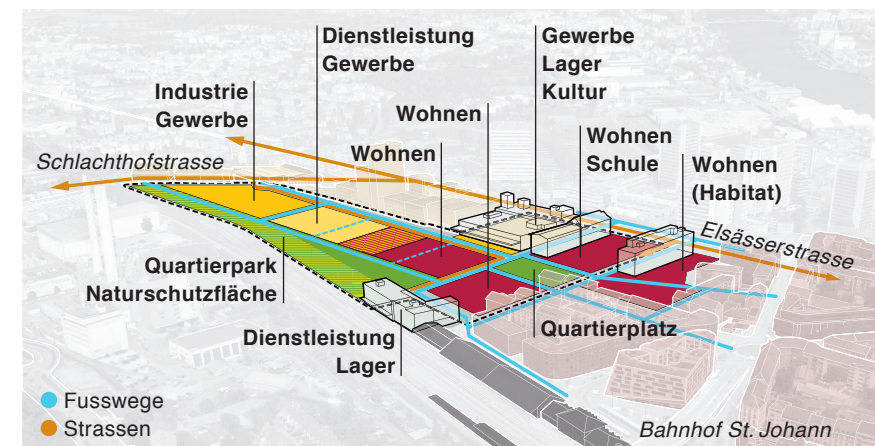 Dienstleistung
Gewerbe
Gewerbe
Lager
Kultur
Industrie
Gewerbe
Wohnen
Wohnen
Wohnen
Schule
Wohnen
(Habitat)
Schlachthofstrasse
Elsässerstrasse
Quartierpark
Naturschutzfläche
Dienstleistung
Lager
Quartierplatz
Fusswege
Strassen
Bahnhof St. Johann